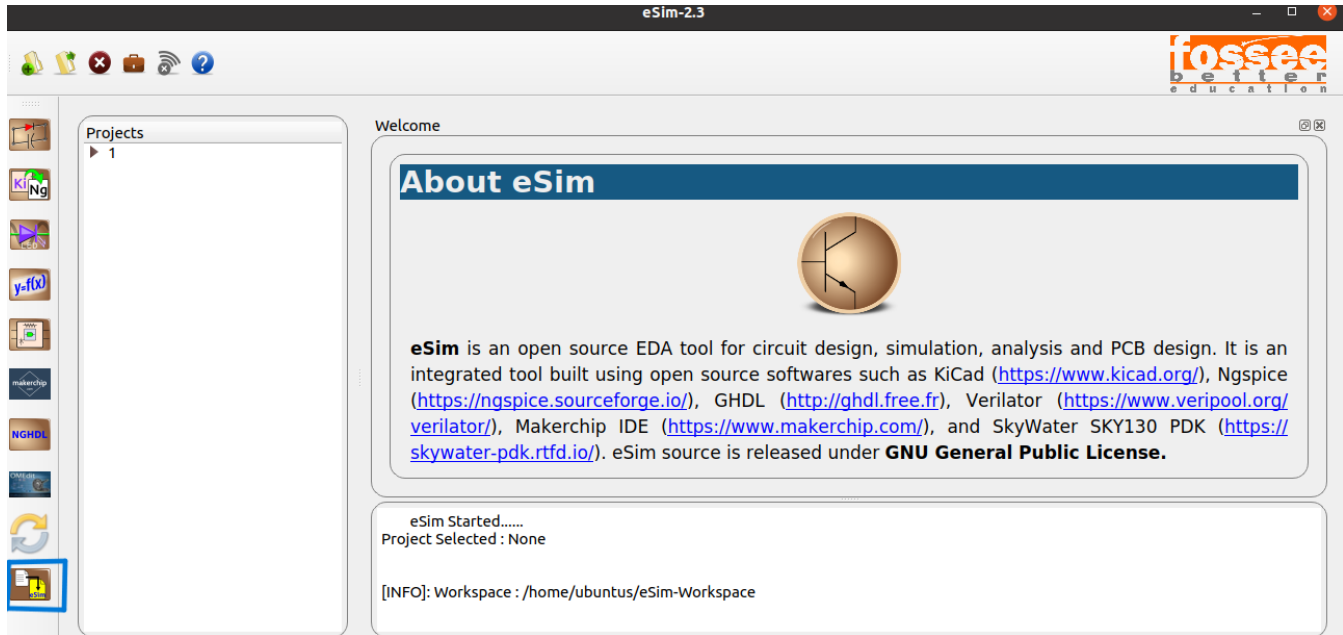 eSim-2.3
fossee
better
education
Projects
1
Ki
Ng
y=f(x)
makerchip
NGHDL
OMEdit
eSim
Welcome
About eSim
eSim is an open source EDA tool for circuit design, simulation, analysis and PCB design. It is an
integrated tool built using open source softwares such as KiCad (https://www.kicad.org/), Ngspice
(https://ngspice.sourceforge.io/), GHDL (http://ghdl.free.fr), Verilator (https://www.veripool.org/
verilator/), Makerchip IDE (https://www.makerchip.com/), and SkyWater SKY130 PDK (https://
skywater-pdk.rtfd.io/). eSim source is released under GNU General Public License.
eSim Started......
Project Selected : None
[INFO]: Workspace : /home/ubuntus/eSim-Workspace